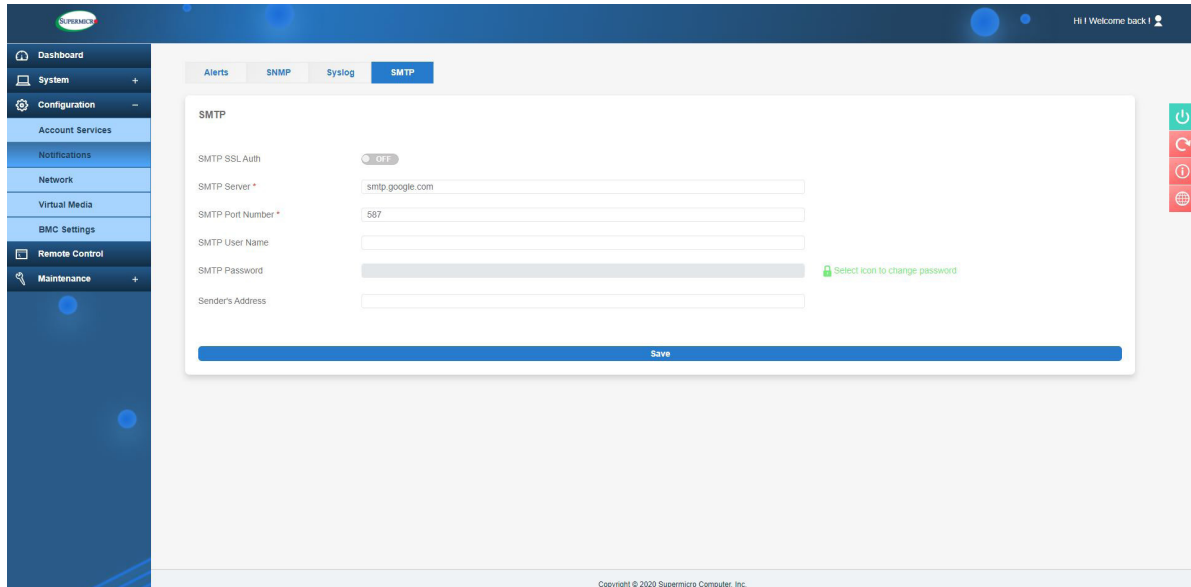 SUPERMICR
Hi ! Welcome back !
Dashboard
System +
Configuration −
Account Services
Notifications
Network
Virtual Media
BMC Settings
Remote Control
Maintenance +
Alerts SNMP Syslog SMTP
SMTP
SMTP SSL Auth OFF
SMTP Server * smtp.google.com
SMTP Port Number * 587
SMTP User Name
SMTP Password Select icon to change password
Sender's Address
Save
Copyright © 2020 Supermicro Computer, Inc.